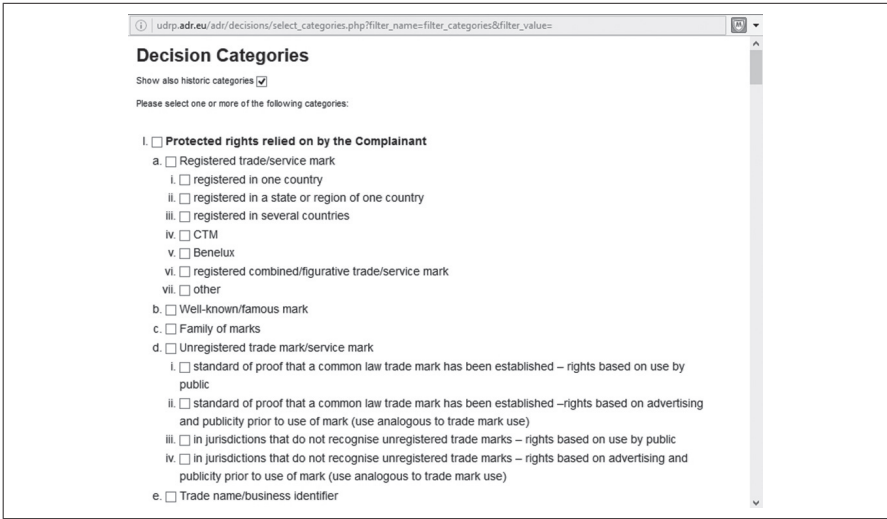 udrp.adr.eu/adr/decisions/select_categories.php?filter_name=filter_categories&filter_value=
Decision Categories
Show also historic categories
Please select one or more of the following categories:
I. Protected rights relied on by the Complainant
a. Registered trade/service mark
i. registered in one country
ii. registered in a state or region of one country
iii. registered in several countries
iv. CTM
v. Benelux
vi. registered combined/figurative trade/service mark
vii. other
b. Well-known/famous mark
c. Family of marks
d. Unregistered trade mark/service mark
i. standard of proof that a common law trade mark has been established – rights based on use by
public
ii. standard of proof that a common law trade mark has been established –rights based on advertising
and publicity prior to use of mark (use analogous to trade mark use)
iii. in jurisdictions that do not recognise unregistered trade marks – rights based on use by public
iv. in jurisdictions that do not recognise unregistered trade marks – rights based on advertising and
publicity prior to use of mark (use analogous to trade mark use)
e. Trade name/business identifier